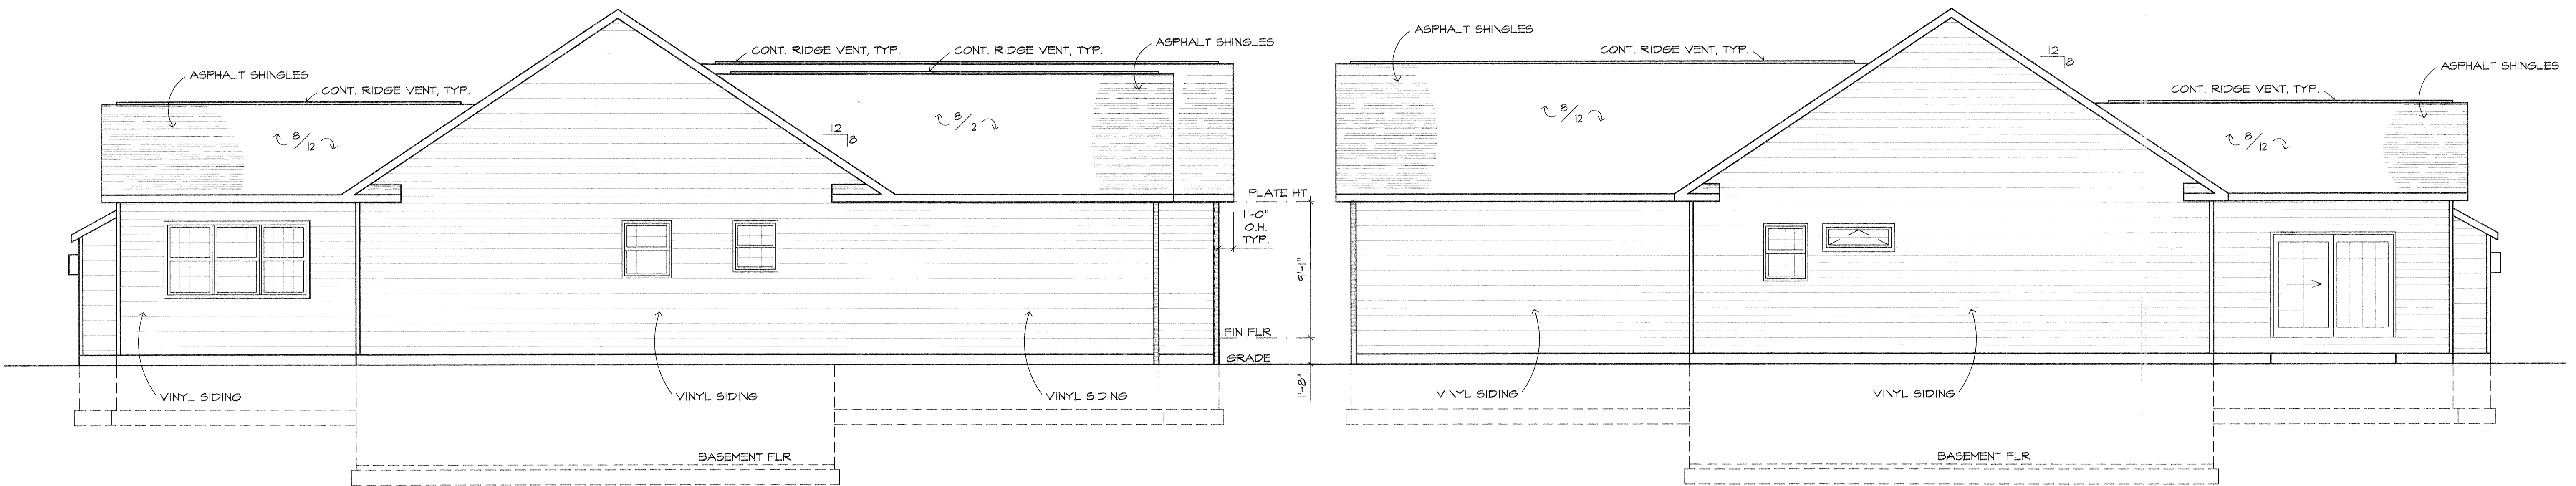 ASPHALT SHINGLES
CONT. RIDGE VENT, TYP.
8/12
CONT. RIDGE VENT, TYP.
CONT. RIDGE VENT, TYP.
ASPHALT SHINGLES
12
8
8/12
PLATE HT.
1'-0"
O.H.
TYP.
9'-1"
FIN FLR
GRADE
1'-8"
VINYL SIDING
VINYL SIDING
VINYL SIDING
BASEMENT FLR
ASPHALT SHINGLES
CONT. RIDGE VENT, TYP.
8/12
12
8
CONT. RIDGE VENT, TYP.
ASPHALT SHINGLES
8/12
VINYL SIDING
VINYL SIDING
BASEMENT FLR